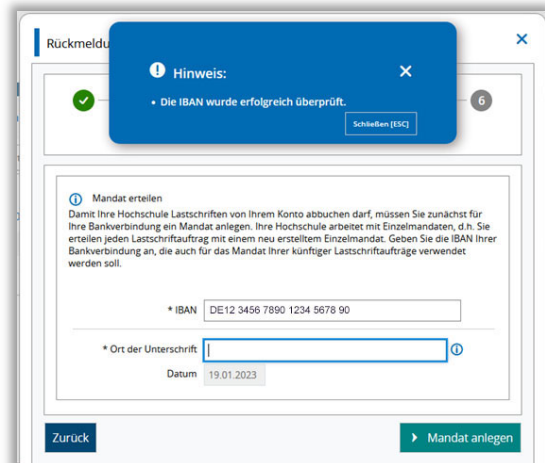 Rückmeldu
Hinweis:
• Die IBAN wurde erfolgreich überprüft.
Schließen [ESC]
6
Mandat erteilen
Damit Ihre Hochschule Lastschriften von Ihrem Konto abbuchen darf, müssen Sie zunächst für
Ihre Bankverbindung ein Mandat anlegen. Ihre Hochschule arbeitet mit Einzelmandaten, d.h. Sie
erteilen jeden Lastschriftauftrag mit einem neu erstelltem Einzelmandat. Geben Sie die IBAN Ihrer
Bankverbindung an, die auch für das Mandat Ihrer künftiger Lastschriftaufträge verwendet
werden soll.
* IBAN DE12 3456 7890 1234 5678 90
* Ort der Unterschrift
Datum 19.01.2023
Zurück
Mandat anlegen